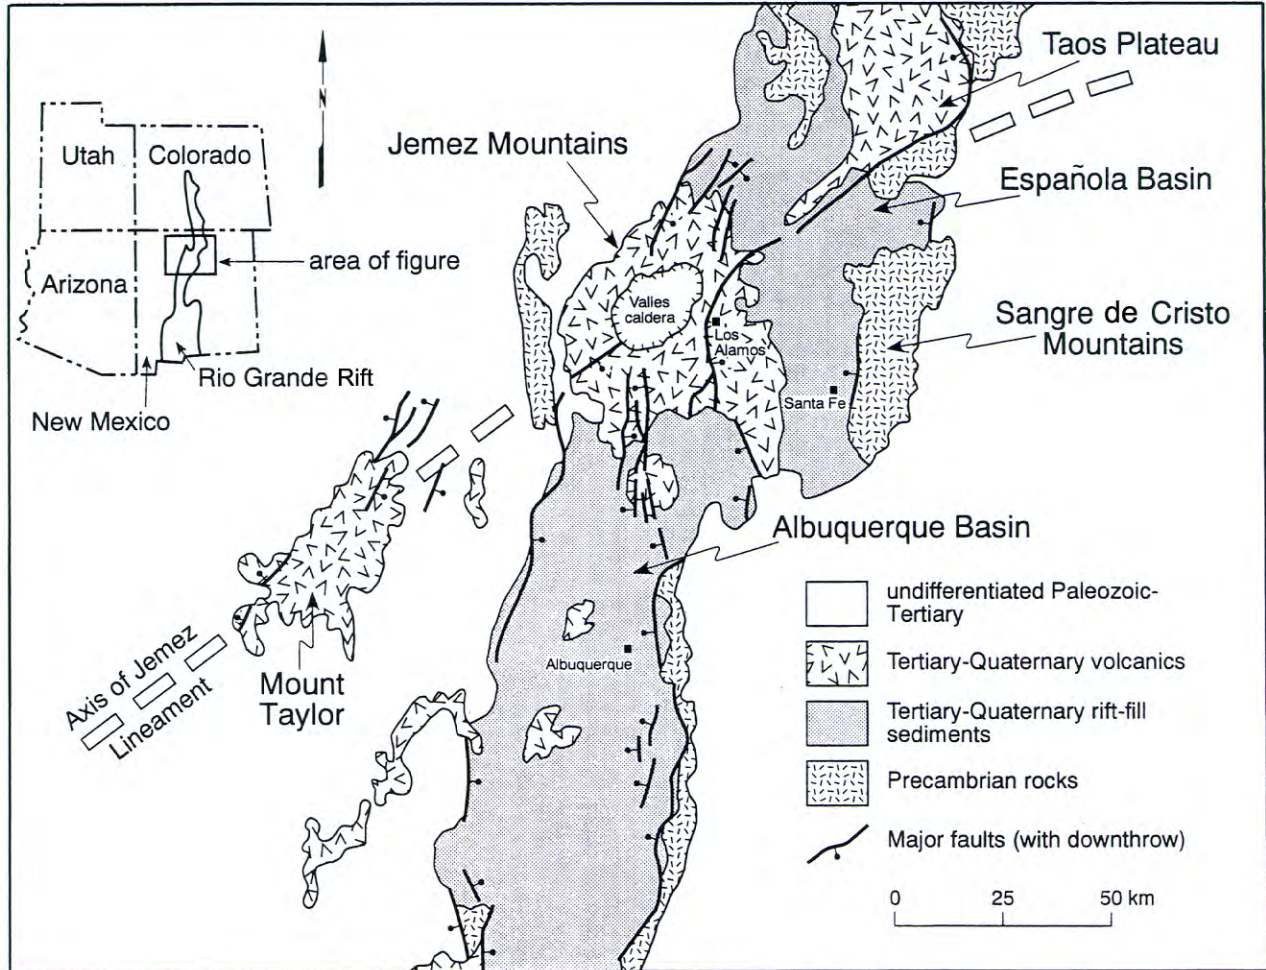 Taos Plateau
N
Jemez Mountains
Utah
Colorado
Española Basin
Arizona
area of figure
Valles
caldera
Los
Alamos
Sangre de Cristo
Mountains
Rio Grande Rift
New Mexico
Santa Fe
Albuquerque Basin
undifferentiated Paleozoic-
Tertiary
Tertiary-Quaternary volcanics
Albuquerque
Axis of Jemez
Lineament
Mount
Taylor
Tertiary-Quaternary rift-fill
sediments
Precambrian rocks
Major faults (with downthrow)
0 25 50 km